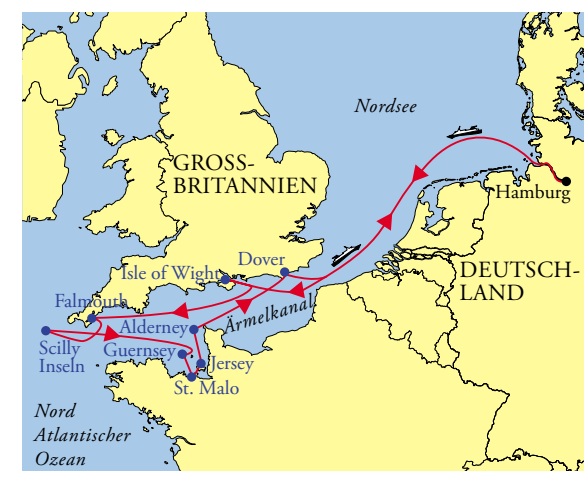 Nordsee
GROSS-
BRITANNIEN
Hamburg
Dover
Isle of Wight
DEUTSCH-
LAND
Falmouth
Ärmelkanal
Alderney
Scilly
Inseln
Guernsey
Jersey
St. Malo
Nord
Atlantischer
Ozean